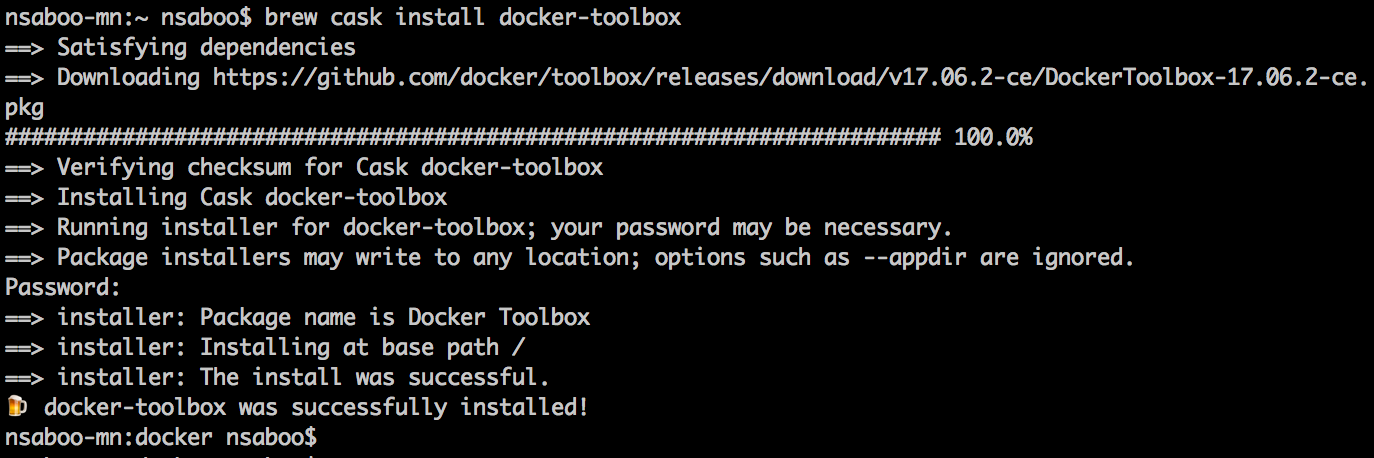 nsaboo-mn:~ nsaboo$ brew cask install docker-toolbox
==> Satisfying dependencies
==> Downloading https://github.com/docker/toolbox/releases/download/v17.06.2-ce/DockerToolbox-17.06.2-ce.
pkg
######################################################################## 100.0%
==> Verifying checksum for Cask docker-toolbox
==> Installing Cask docker-toolbox
==> Running installer for docker-toolbox; your password may be necessary.
==> Package installers may write to any location; options such as --appdir are ignored.
Password:
==> installer: Package name is Docker Toolbox
==> installer: Installing at base path /
==> installer: The install was successful.
🍺 docker-toolbox was successfully installed!
nsaboo-mn:docker nsaboo$